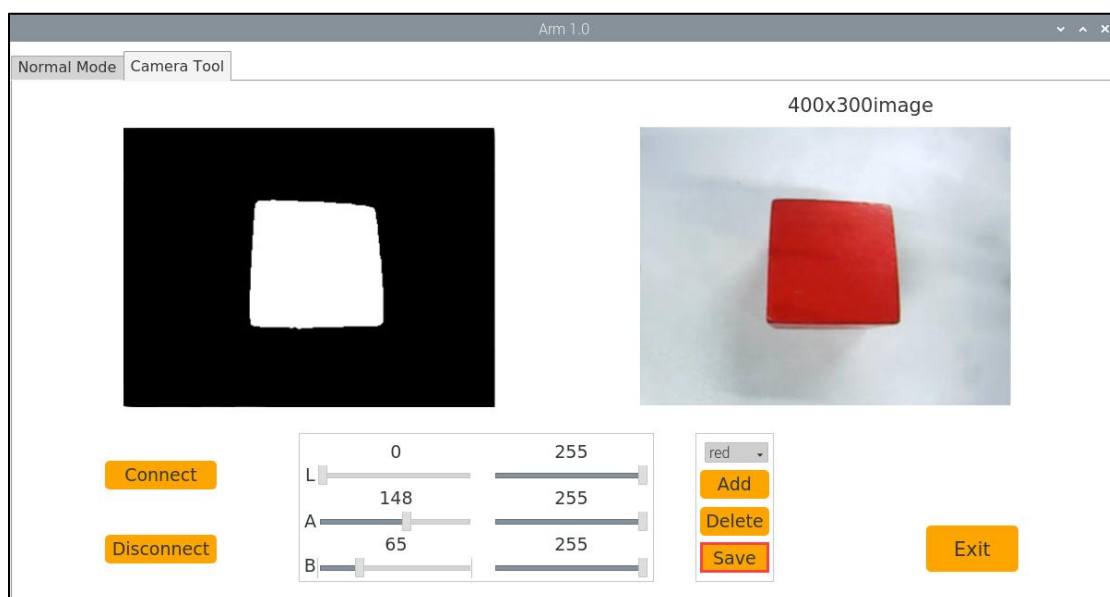 Arm 1.0
Normal Mode Camera Tool
400x300image
Connect
Disconnect
0 255
L
148 255
A
65 255
B
red
Add
Delete
Save
Exit